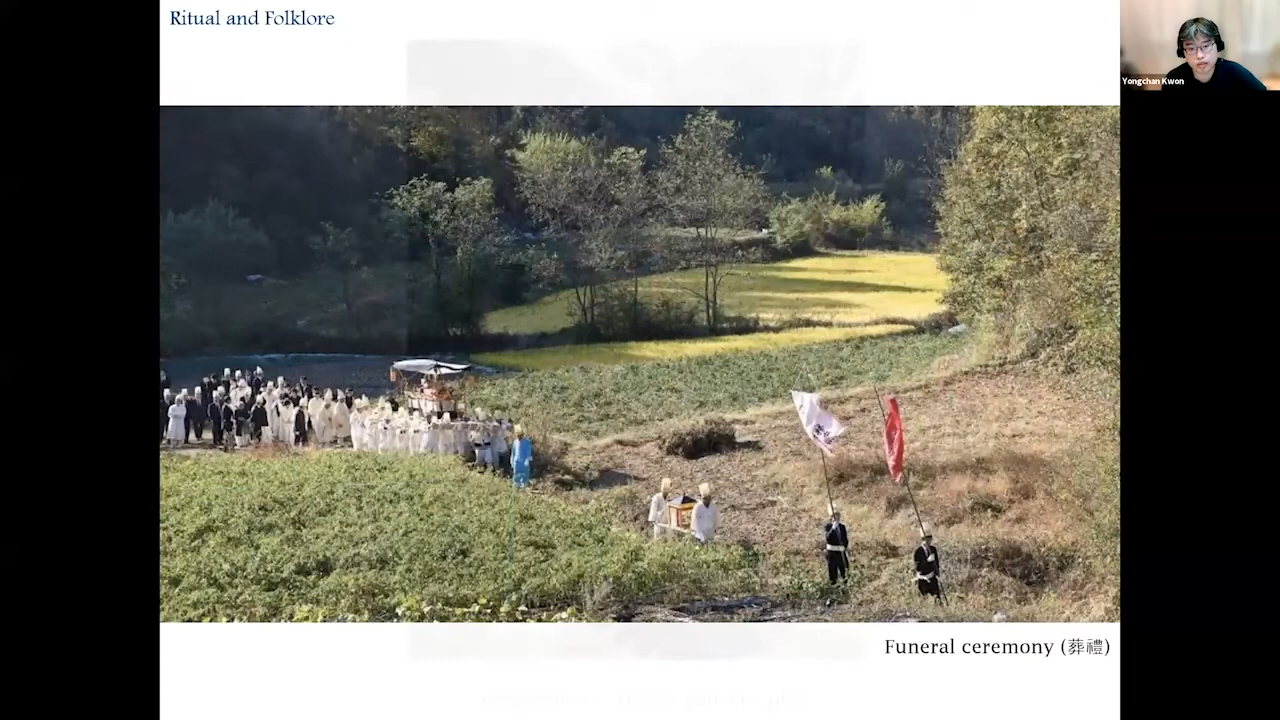 Ritual and Folklore
Yongchan Kwon
Funeral ceremony (葬禮)